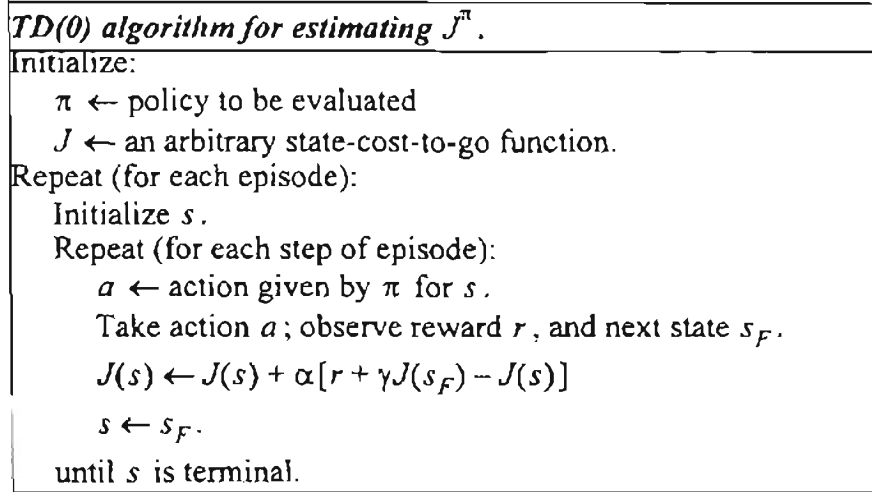 TD(0) algorithm for estimating J^π.
Initialize:
π ← policy to be evaluated
J ← an arbitrary state-cost-to-go function.
Repeat (for each episode):
Initialize s.
Repeat (for each step of episode):
a ← action given by π for s.
Take action a; observe reward r, and next state s_F.
J(s) ← J(s) + α[r + γJ(s_F) – J(s)]
s ← s_F.
until s is terminal.